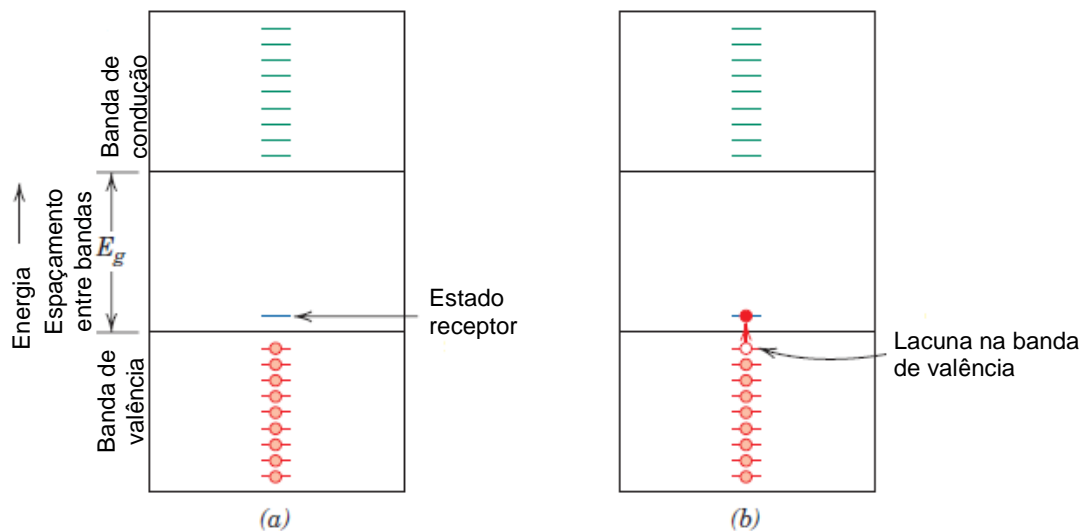 Energia
Banda de
condução
Espaçamento
entre bandas
E_g
Banda de
valência
Estado
receptor
Lacuna na banda
de valência
(a)
(b)